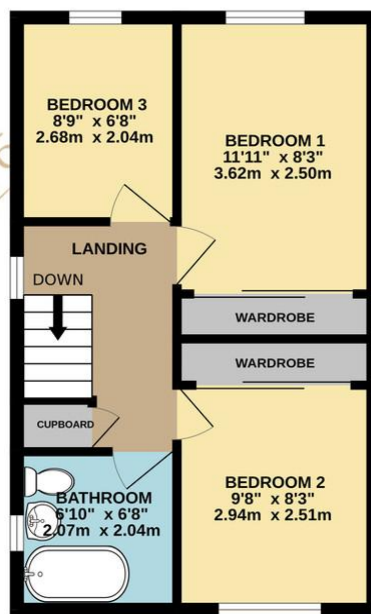 BEDROOM 3
8'9" x 6'8"
2.68m x 2.04m
BEDROOM 1
11'11" x 8'3"
3.62m x 2.50m
LANDING
DOWN
WARDROBE
WARDROBE
CUPBOARD
BATHROOM
6'10" x 6'8"
2.07m x 2.04m
BEDROOM 2
9'8" x 8'3"
2.94m x 2.51m